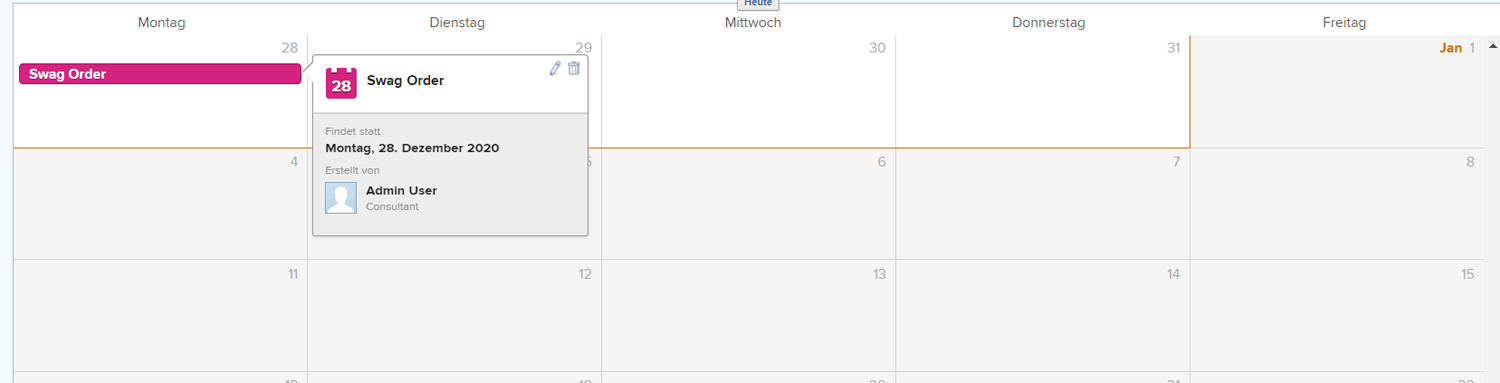 Heute
Montag Dienstag Mittwoch Donnerstag Freitag
28 29 30 31 Jan 1
Swag Order
28 Swag Order
Findet statt
Montag, 28. Dezember 2020
Erstellt von
Admin User
Consultant
4 5 6 7 8
11 12 13 14 15